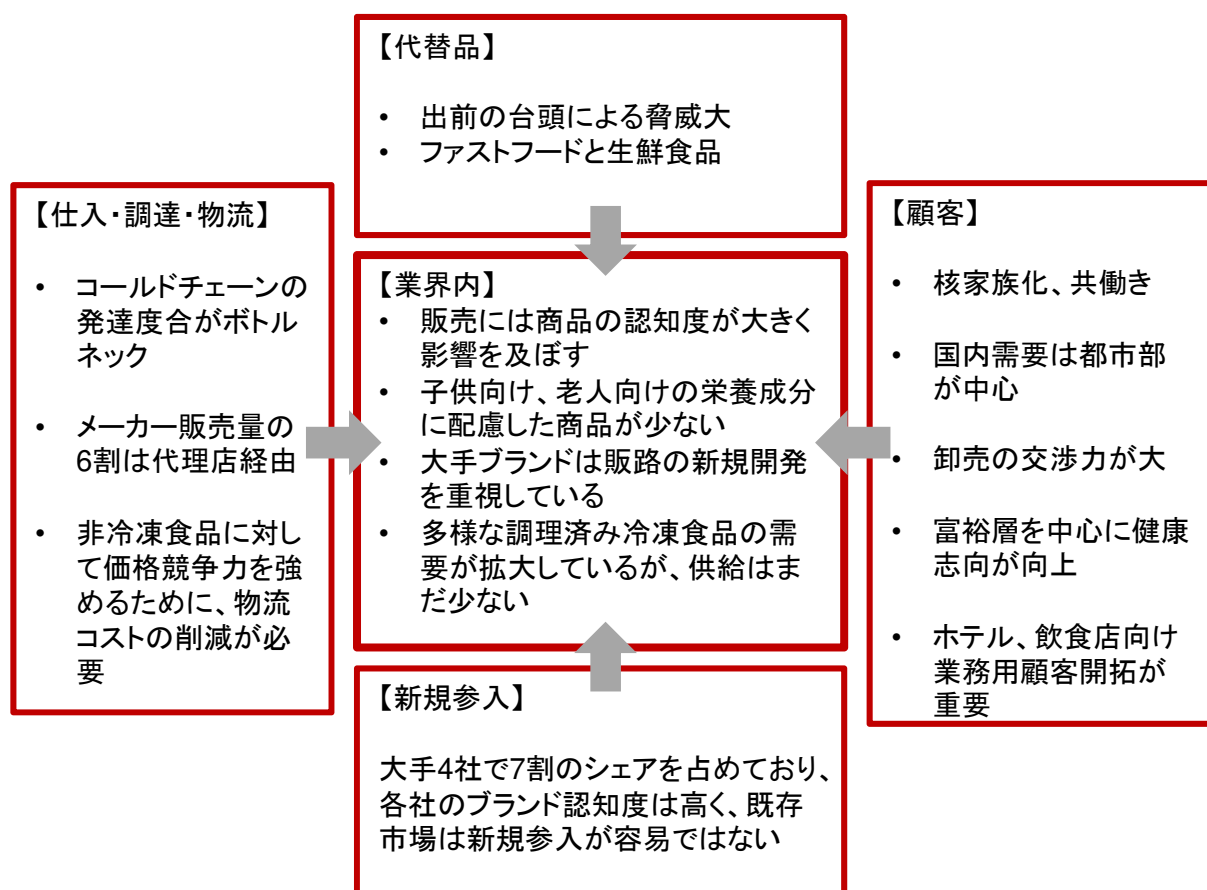 【代替品】
• 出前の台頭による脅威大
• ファストフードと生鮮食品
【仕入・調達・物流】
• コールドチェーンの
発達度合がボトル
ネック
• メーカー販売量の
6割は代理店経由
• 非冷凍食品に対し
て価格競争力を強
めるために、物流
コストの削減が必
要
【業界内】
• 販売には商品の認知度が大きく
影響を及ぼす
• 子供向け、老人向けの栄養成分
に配慮した商品が少ない
• 大手ブランドは販路の新規開発
を重視している
• 多様な調理済み冷凍食品の需
要が拡大しているが、供給はま
だ少ない
【顧客】
• 核家族化、共働き
• 国内需要は都市部
が中心
• 卸売の交渉力が大
• 富裕層を中心に健康
志向が向上
• ホテル、飲食店向け
業務用顧客開拓が
重要
【新規参入】
大手4社で7割のシェアを占めており、
各社のブランド認知度は高く、既存
市場は新規参入が容易ではない